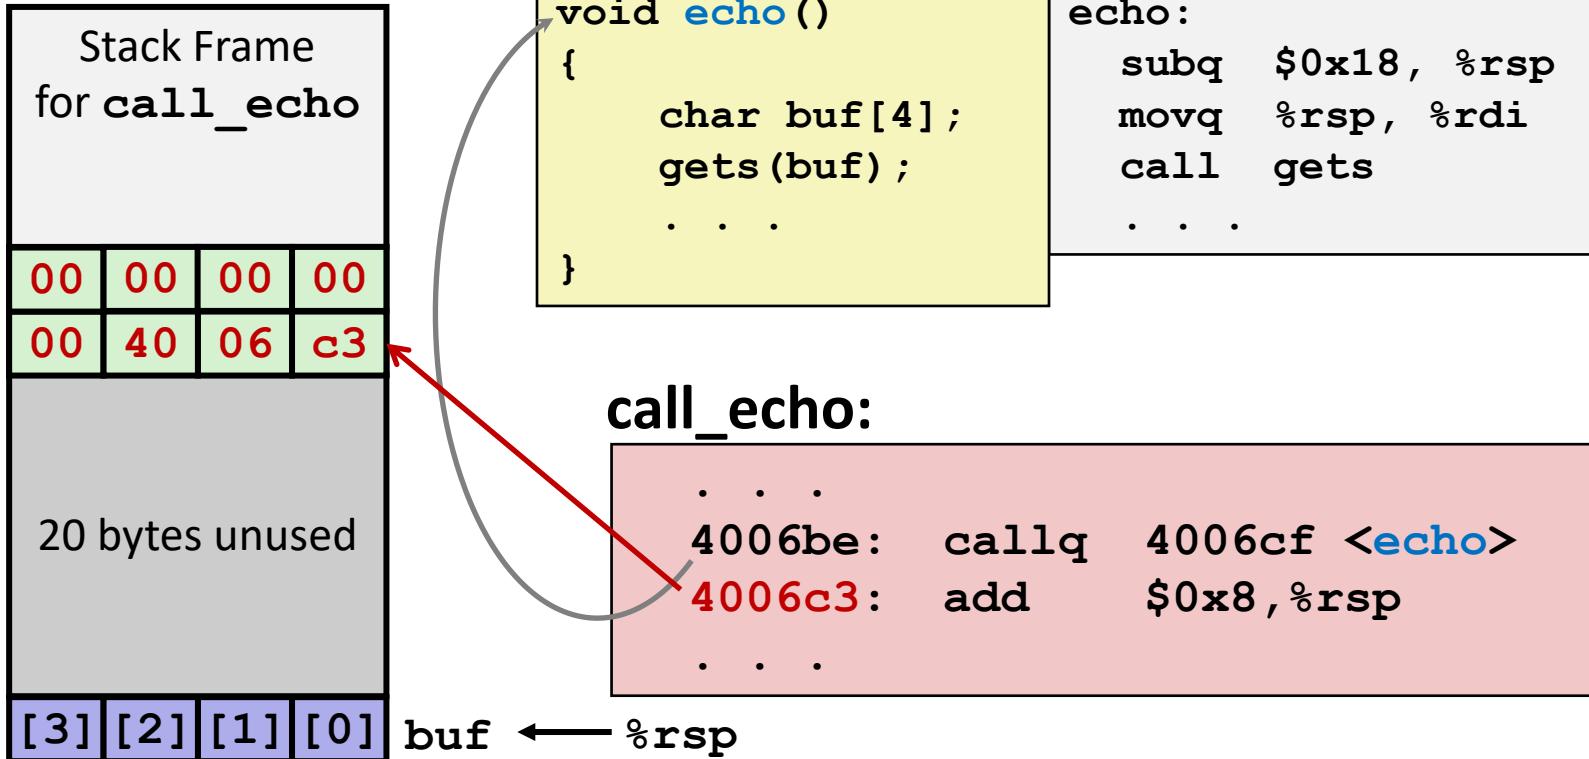 Stack Frame
for call_echo
00 00 00 00
00 40 06 c3
20 bytes unused
[3] [2] [1] [0] buf %rsp
void echo()
{
char buf[4];
gets(buf);
. . .
}
echo:
subq $0x18, %rsp
movq %rsp, %rdi
call gets
. . .
call_echo:
. . .
4006be: callq 4006cf <echo>
4006c3: add $0x8,%rsp
. . .